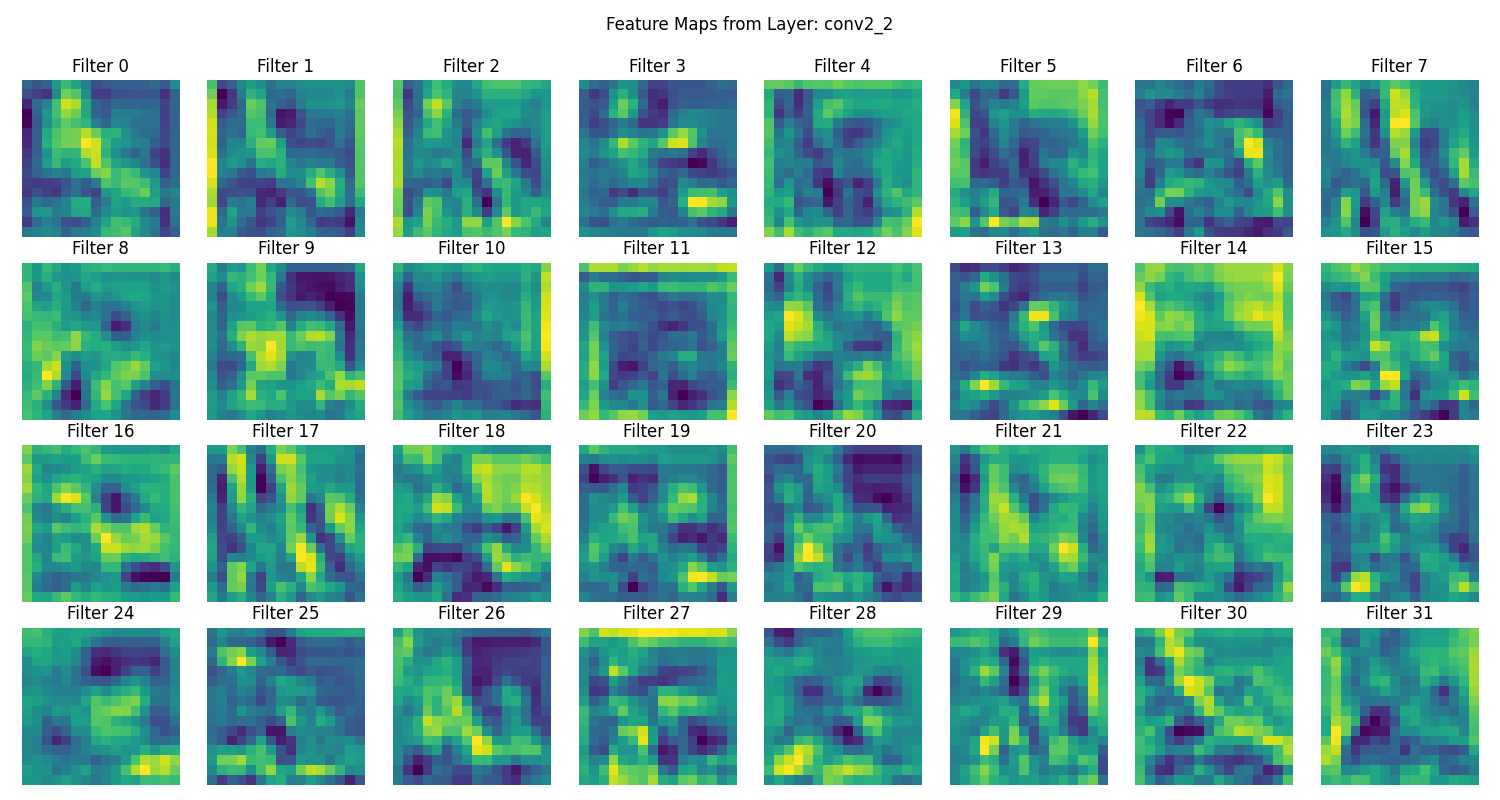 Feature Maps from Layer: conv2_2
Filter 0 Filter 1 Filter 2 Filter 3 Filter 4 Filter 5 Filter 6 Filter 7
Filter 8 Filter 9 Filter 10 Filter 11 Filter 12 Filter 13 Filter 14 Filter 15
Filter 16 Filter 17 Filter 18 Filter 19 Filter 20 Filter 21 Filter 22 Filter 23
Filter 24 Filter 25 Filter 26 Filter 27 Filter 28 Filter 29 Filter 30 Filter 31